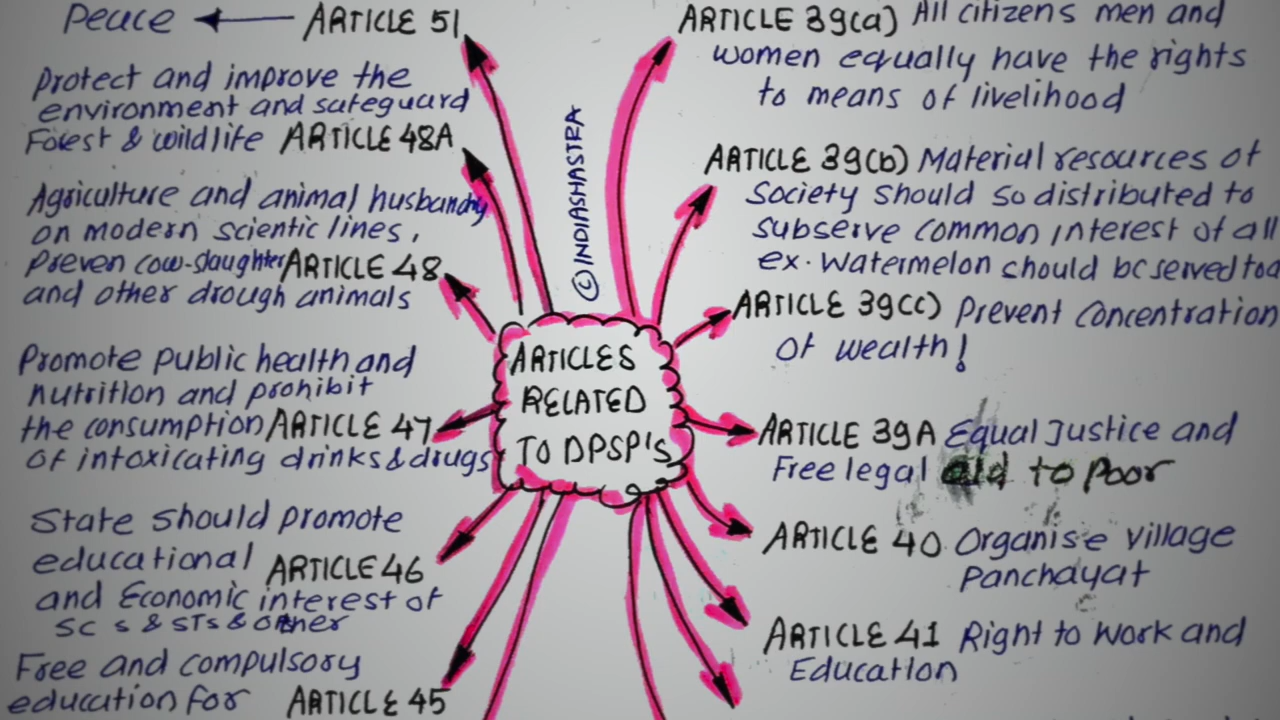 Peace ← ARTICLE 51
protect and improve the
environment and safeguard
Forest & wildlife ARTICLE 48A
Agriculture and animal husbandry
on modern scientic lines,
preven cow-slaughter ARTICLE 48
and other drough animals
Promote public health and
nutrition and prohibit
the consumption ARTICLE 47
of intoxicating drinks & drugs
State should promote
educational ARTICLE 46
and Economic interest of
SC s & STs & other
Free and compulsory
education for ARTICLE 45
©INDIASHASTRA
ARTICLES
RELATED
TO DPSP's
ARTICLE 39(a) All citizens men and
women equally have the rights
to means of livelihood
ARTICLE 39(b) Material resources of
Society should so distributed to
subserve common interest of all
ex. Watermelon should be served to
ARTICLE 39(c) Prevent concentration
of wealth!
ARTICLE 39A Equal Justice and
Free legal aid to poor
ARTICLE 40 Organise village
panchayat
ARTICLE 41 Right to work and
Education